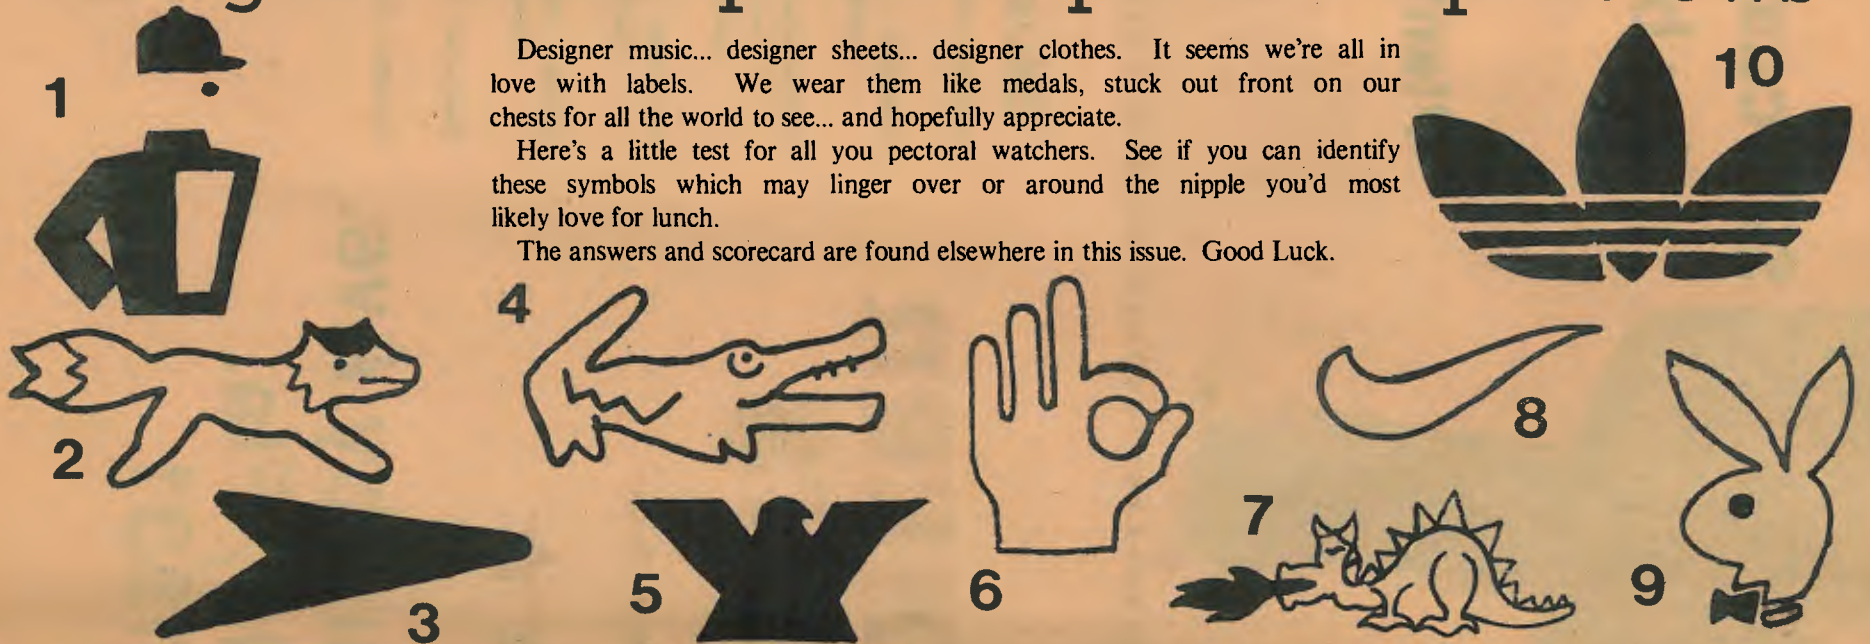 Designer music... designer sheets... designer clothes. It seems we're all in
love with labels. We wear them like medals, stuck out front on our
chests for all the world to see... and hopefully appreciate.
Here's a little test for all you pectoral watchers. See if you can identify
these symbols which may linger over or around the nipple you'd most
likely love for lunch.
The answers and scorecard are found elsewhere in this issue. Good Luck.
1
10
4
2
8
7
3
5
6
9